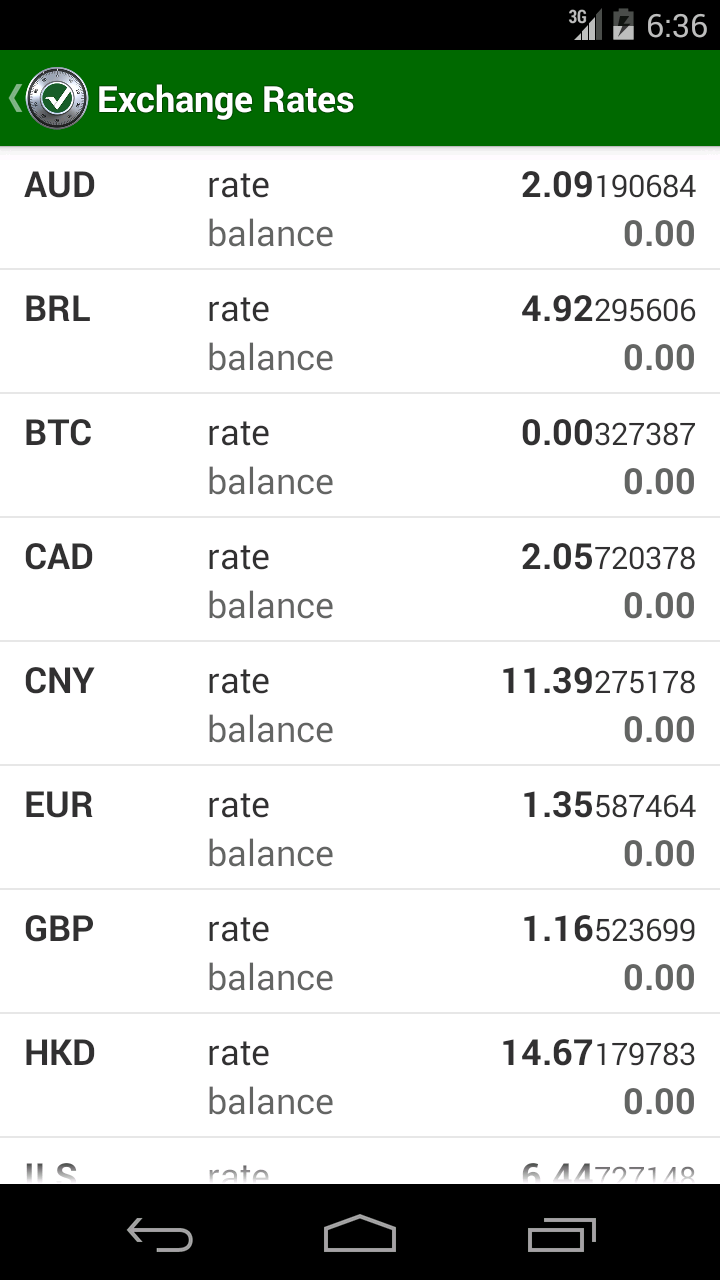 3G 6:36
Exchange Rates
AUD rate 2.09190684
balance 0.00
BRL rate 4.92295606
balance 0.00
BTC rate 0.00327387
balance 0.00
CAD rate 2.05720378
balance 0.00
CNY rate 11.39275178
balance 0.00
EUR rate 1.35587464
balance 0.00
GBP rate 1.16523699
balance 0.00
HKD rate 14.67179783
balance 0.00
ILS rate 6.44727148